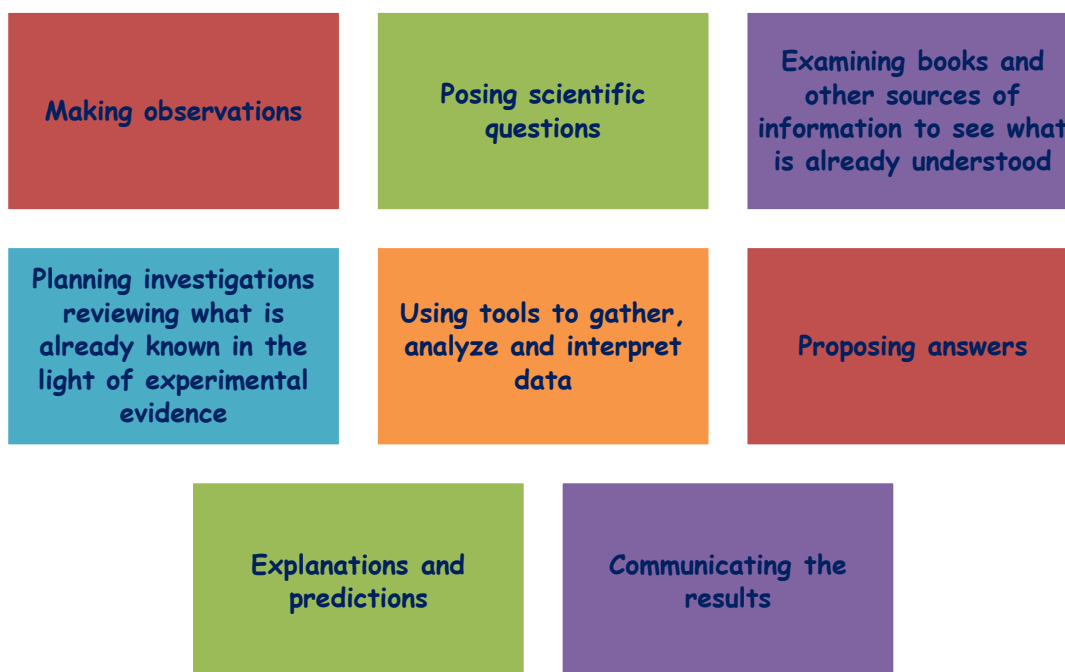 Making observations
Posing scientific
questions
Examining books and
other sources of
information to see what
is already understood
Planning investigations
reviewing what is
already known in the
light of experimental
evidence
Using tools to gather,
analyze and interpret
data
Proposing answers
Explanations and
predictions
Communicating the
results